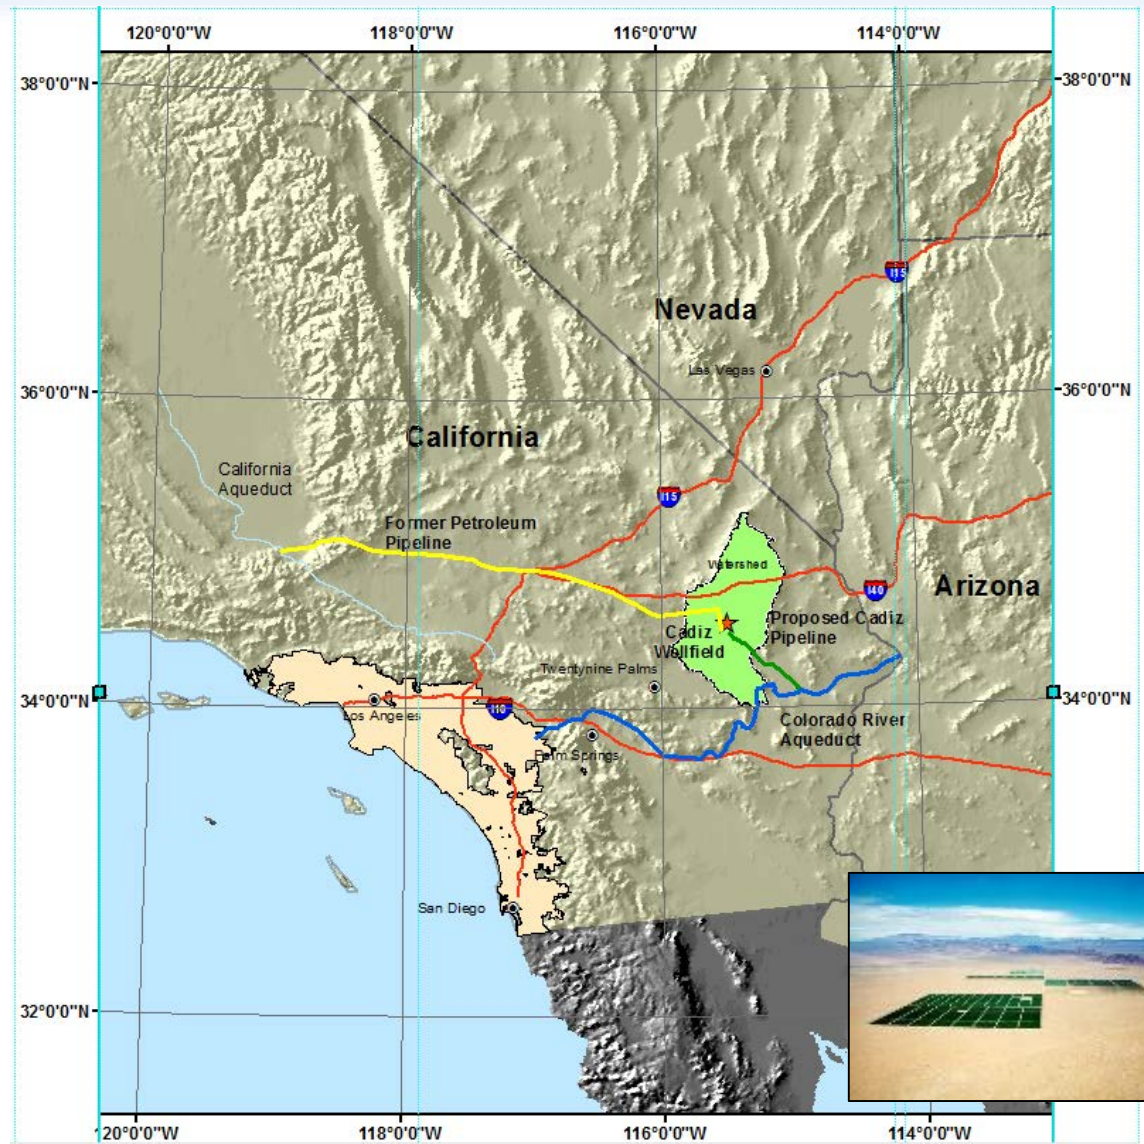 120°0'0"W
118°0'0"W
116°0'0"W
114°0'0"W
38°0'0"N
38°0'0"N
I15
Nevada
Las Vegas
36°0'0"N
36°0'0"N
California
California
Aqueduct
I15
Former Petroleum
Pipeline
Watershed
I40
Arizona
Proposed Cadiz
Pipeline
Cadiz
Wellfield
Twentynine Palms
34°0'0"N
34°0'0"N
Los Angeles
I10
Colorado River
Aqueduct
Palm Springs
San Diego
32°0'0"N
120°0'0"W
118°0'0"W
116°0'0"W
114°0'0"W